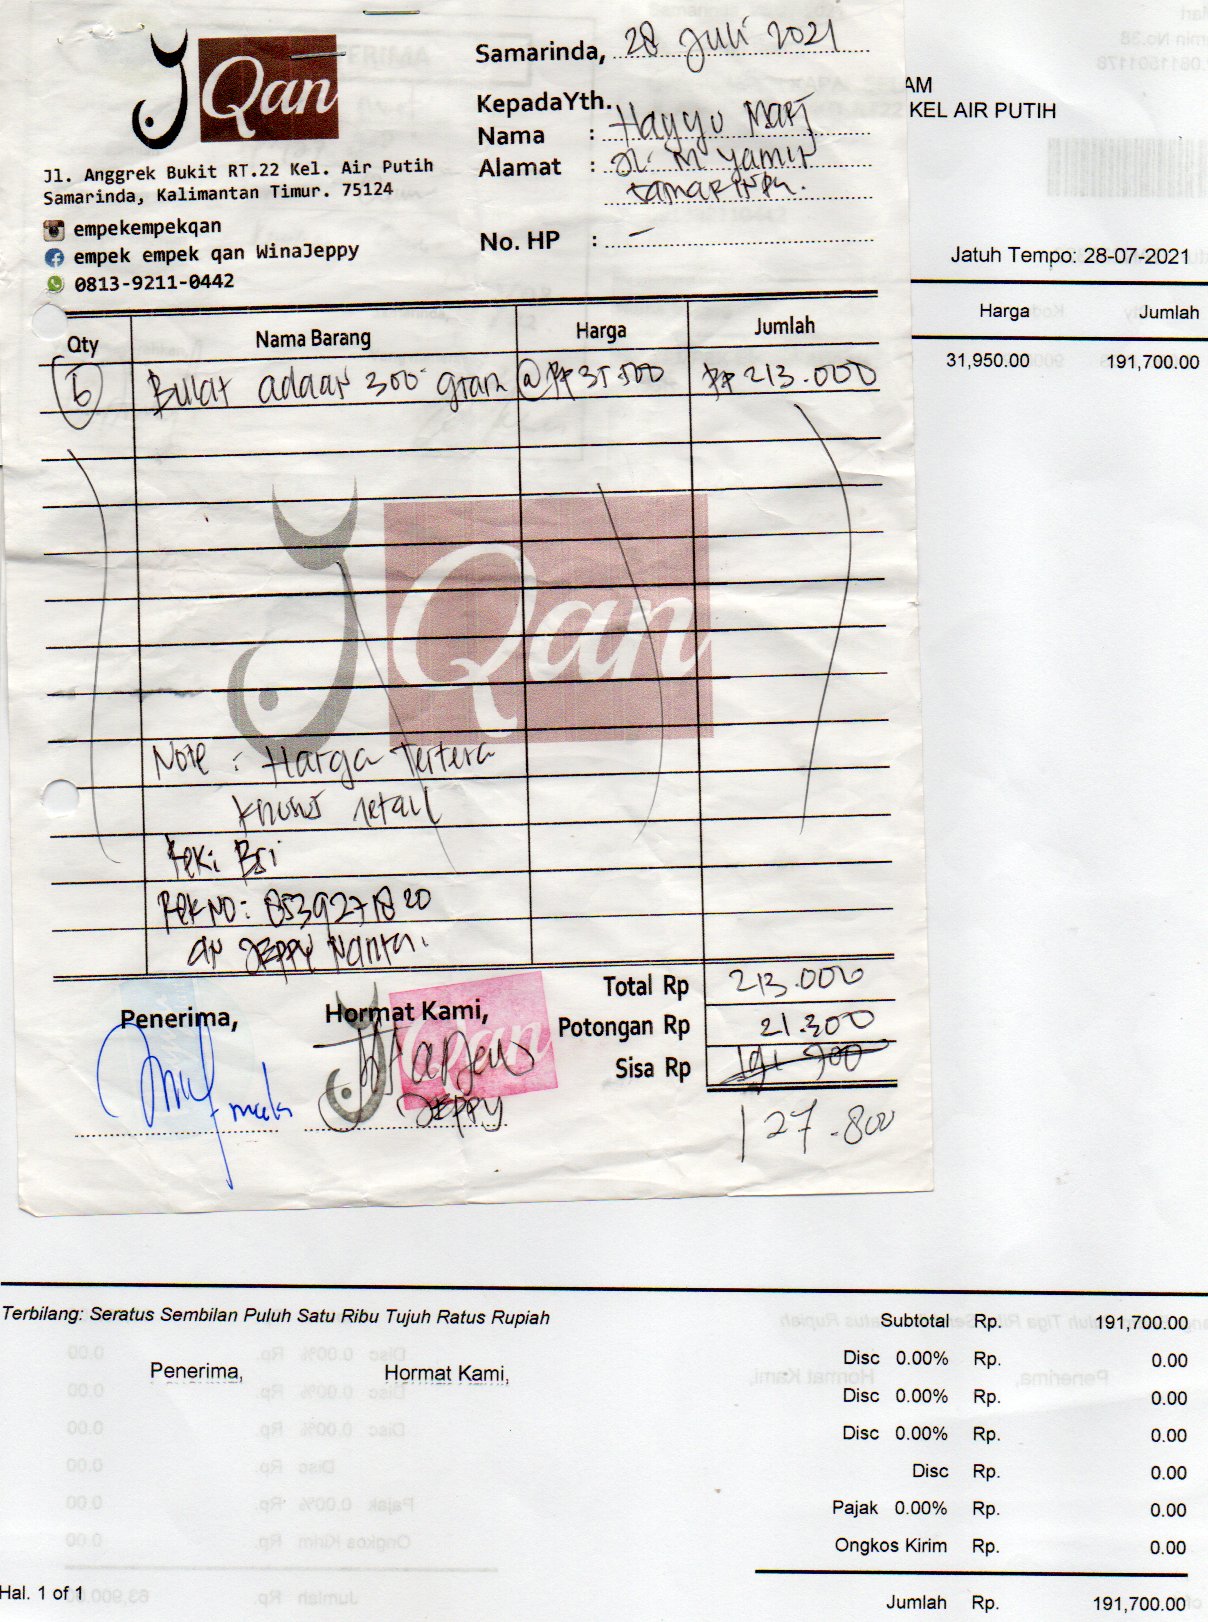 JQan
Samarinda, 28 Juli 2021
KepadaYth.
Nama : Hayyu Mart
Alamat : Jl. M Yamin
Samarinda.
No. HP : -
Jl. Anggrek Bukit RT.22 Kel. Air Putih
Samarinda, Kalimantan Timur. 75124
empekempekqan
empek empek qan WinaJeppy
0813-9211-0442
AM
KEL AIR PUTIH
Jatuh Tempo: 28-07-2021
Harga Jumlah
31,950.00 191,700.00
Qty Nama Barang Harga Jumlah
6 Bulat adaan 300 gram @ Rp 35.500 Rp 213.000
JQan
Note : Harga Tertera
khusus retail
Reki BSI
Rek NO: 8539271820
an JEPPY Nanta.
Total Rp 213.000
Potongan Rp 21.300
Sisa Rp 191.700
127.800
Penerima, Hormat Kami,
Qan
JEPPY
Terbilang: Seratus Sembilan Puluh Satu Ribu Tujuh Ratus Rupiah
Penerima, Hormat Kami,
Subtotal Rp. 191,700.00
Disc 0.00% Rp. 0.00
Disc 0.00% Rp. 0.00
Disc 0.00% Rp. 0.00
Disc Rp. 0.00
Pajak 0.00% Rp. 0.00
Ongkos Kirim Rp. 0.00
Hal. 1 of 1
Jumlah Rp. 191,700.00